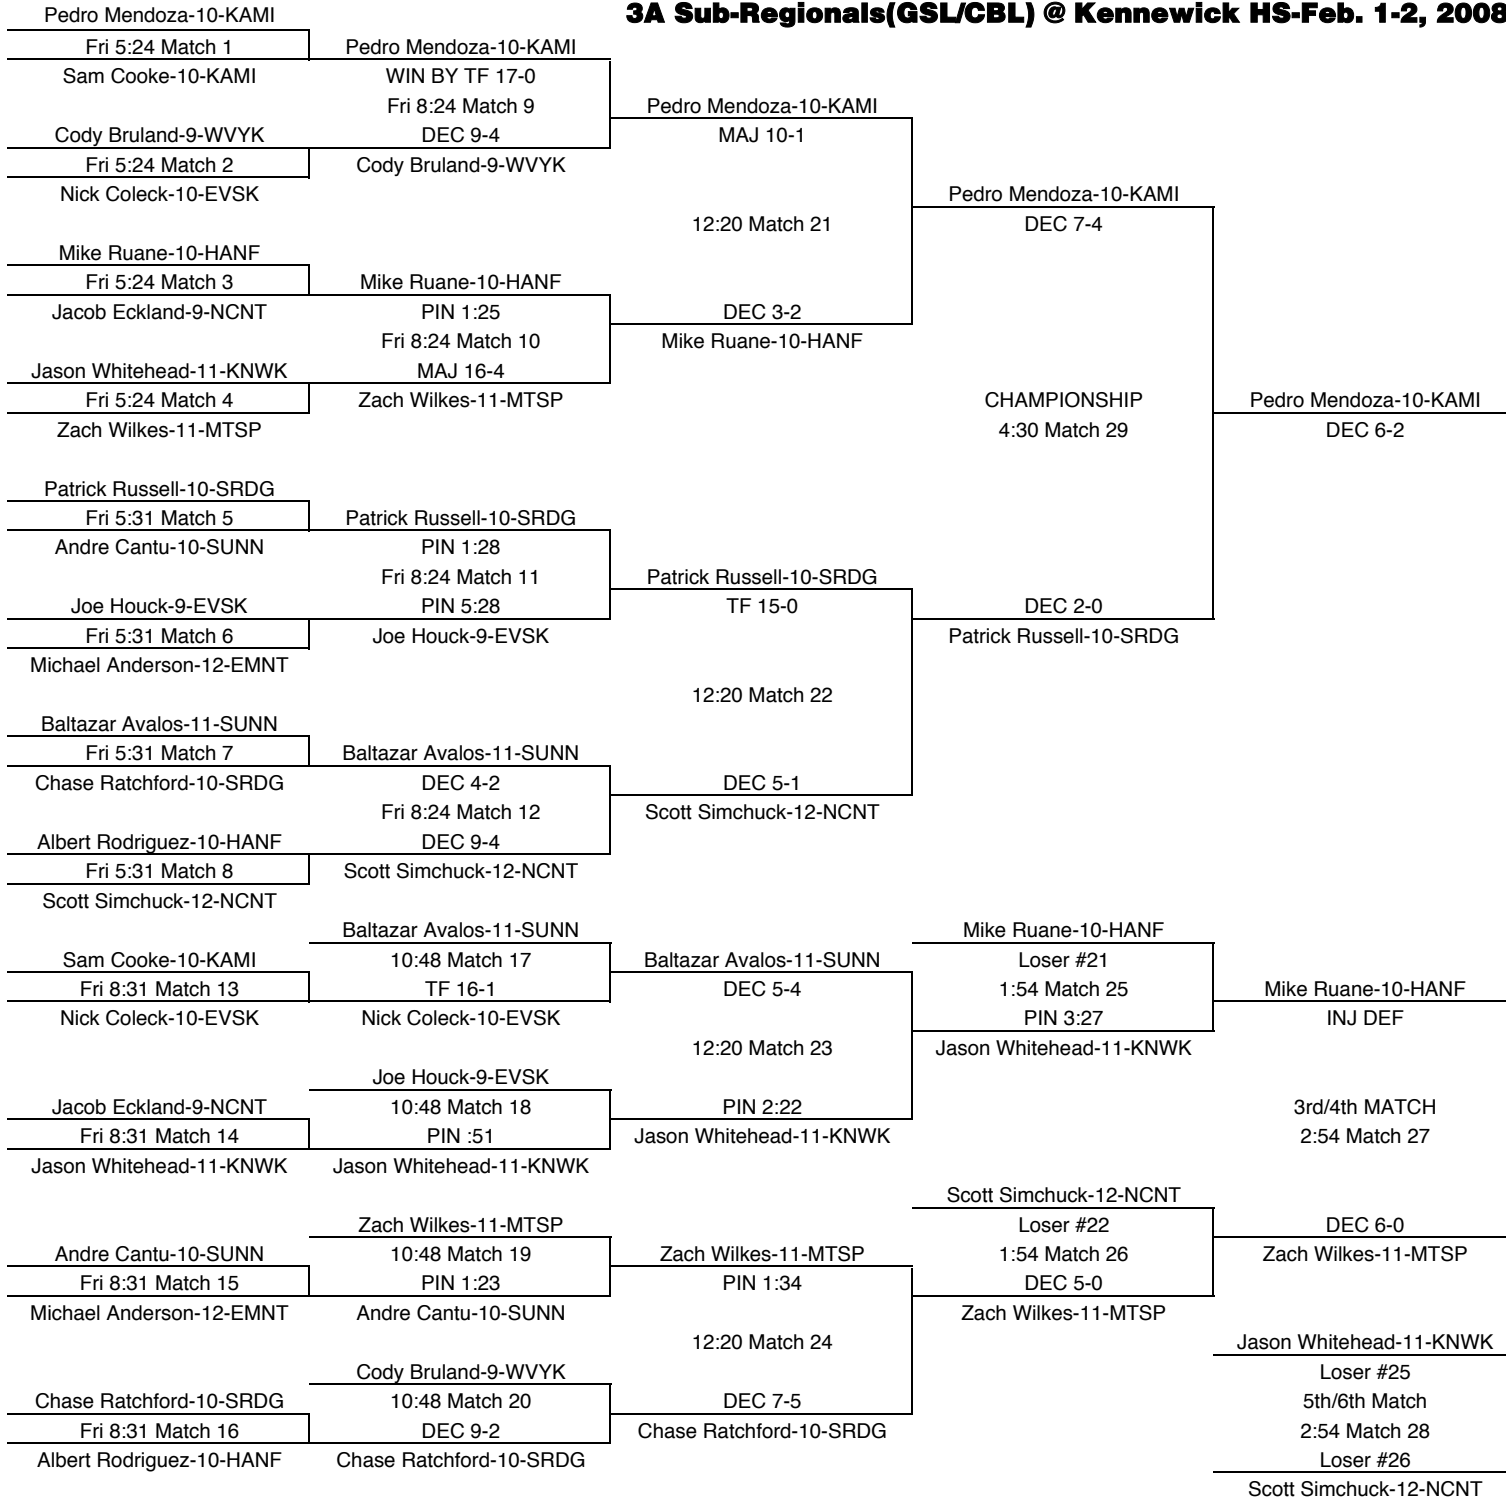 3A Sub-Regionals(GSL/CBL) @ Kennewick HS-Feb. 1-2, 2008
Pedro Mendoza-10-KAMI
Fri 5:24 Match 1
Sam Cooke-10-KAMI
Cody Bruland-9-WVYK
Fri 5:24 Match 2
Nick Coleck-10-EVSK
Mike Ruane-10-HANF
Fri 5:24 Match 3
Jacob Eckland-9-NCNT
Jason Whitehead-11-KNWK
Fri 5:24 Match 4
Zach Wilkes-11-MTSP
Patrick Russell-10-SRDG
Fri 5:31 Match 5
Andre Cantu-10-SUNN
Joe Houck-9-EVSK
Fri 5:31 Match 6
Michael Anderson-12-EMNT
Baltazar Avalos-11-SUNN
Fri 5:31 Match 7
Chase Ratchford-10-SRDG
Albert Rodriguez-10-HANF
Fri 5:31 Match 8
Scott Simchuck-12-NCNT
Pedro Mendoza-10-KAMI
WIN BY TF 17-0
Fri 8:24 Match 9
DEC 9-4
Cody Bruland-9-WVYK
Mike Ruane-10-HANF
PIN 1:25
Fri 8:24 Match 10
MAJ 16-4
Zach Wilkes-11-MTSP
Patrick Russell-10-SRDG
PIN 1:28
Fri 8:24 Match 11
PIN 5:28
Joe Houck-9-EVSK
Baltazar Avalos-11-SUNN
DEC 4-2
Fri 8:24 Match 12
DEC 9-4
Scott Simchuck-12-NCNT
Pedro Mendoza-10-KAMI
MAJ 10-1
12:20 Match 21
DEC 3-2
Mike Ruane-10-HANF
Patrick Russell-10-SRDG
TF 15-0
12:20 Match 22
DEC 5-1
Scott Simchuck-12-NCNT
Pedro Mendoza-10-KAMI
DEC 7-4
CHAMPIONSHIP
4:30 Match 29
DEC 2-0
Patrick Russell-10-SRDG
Pedro Mendoza-10-KAMI
DEC 6-2
Sam Cooke-10-KAMI
Fri 8:31 Match 13
Nick Coleck-10-EVSK
Jacob Eckland-9-NCNT
Fri 8:31 Match 14
Jason Whitehead-11-KNWK
Andre Cantu-10-SUNN
Fri 8:31 Match 15
Michael Anderson-12-EMNT
Chase Ratchford-10-SRDG
Fri 8:31 Match 16
Albert Rodriguez-10-HANF
Baltazar Avalos-11-SUNN
10:48 Match 17
TF 16-1
Nick Coleck-10-EVSK
Joe Houck-9-EVSK
10:48 Match 18
PIN :51
Jason Whitehead-11-KNWK
Zach Wilkes-11-MTSP
10:48 Match 19
PIN 1:23
Andre Cantu-10-SUNN
Cody Bruland-9-WVYK
10:48 Match 20
DEC 9-2
Chase Ratchford-10-SRDG
Baltazar Avalos-11-SUNN
DEC 5-4
12:20 Match 23
PIN 2:22
Jason Whitehead-11-KNWK
Zach Wilkes-11-MTSP
PIN 1:34
12:20 Match 24
DEC 7-5
Chase Ratchford-10-SRDG
Mike Ruane-10-HANF
Loser #21
1:54 Match 25
PIN 3:27
Jason Whitehead-11-KNWK
Scott Simchuck-12-NCNT
Loser #22
1:54 Match 26
DEC 5-0
Zach Wilkes-11-MTSP
Mike Ruane-10-HANF
INJ DEF
3rd/4th MATCH
2:54 Match 27
DEC 6-0
Zach Wilkes-11-MTSP
Jason Whitehead-11-KNWK
Loser #25
5th/6th Match
2:54 Match 28
Loser #26
Scott Simchuck-12-NCNT